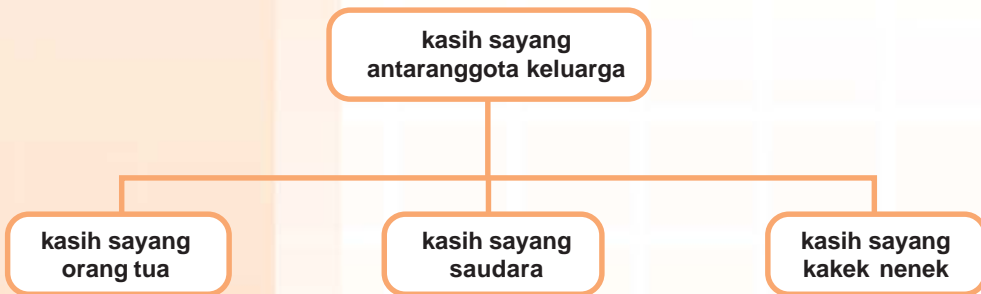 kasih sayang
antaranggota keluarga
kasih sayang
orang tua
kasih sayang
saudara
kasih sayang
kakek nenek